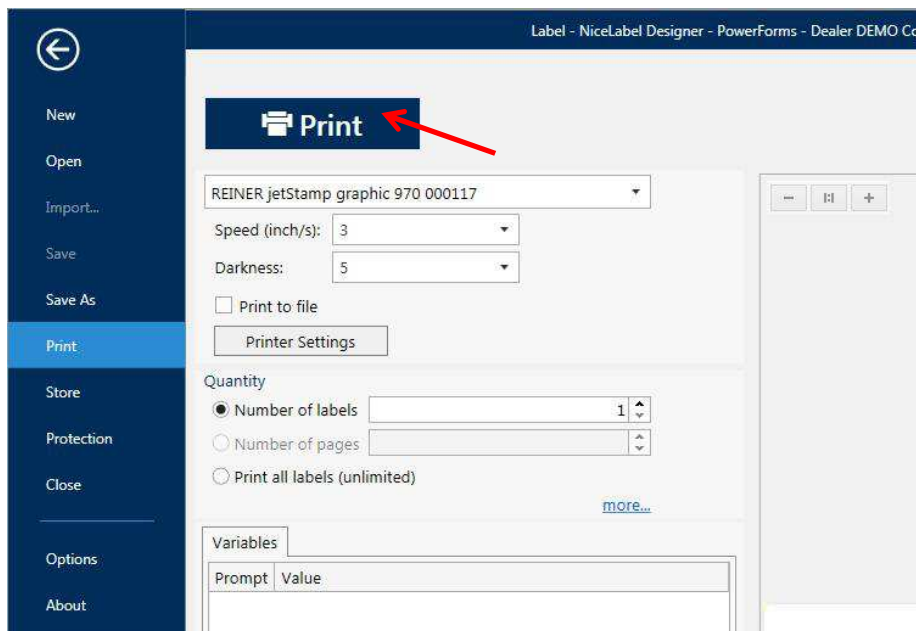 Label - NiceLabel Designer - PowerForms - Dealer DEMO Co
New
Open
Import...
Save
Save As
Print
Store
Protection
Close
Options
About
Print
REINER jetStamp graphic 970 000117
Speed (inch/s): 3
Darkness: 5
Print to file
Printer Settings
Quantity
Number of labels 1
Number of pages
Print all labels (unlimited)
more...
Variables
Prompt Value